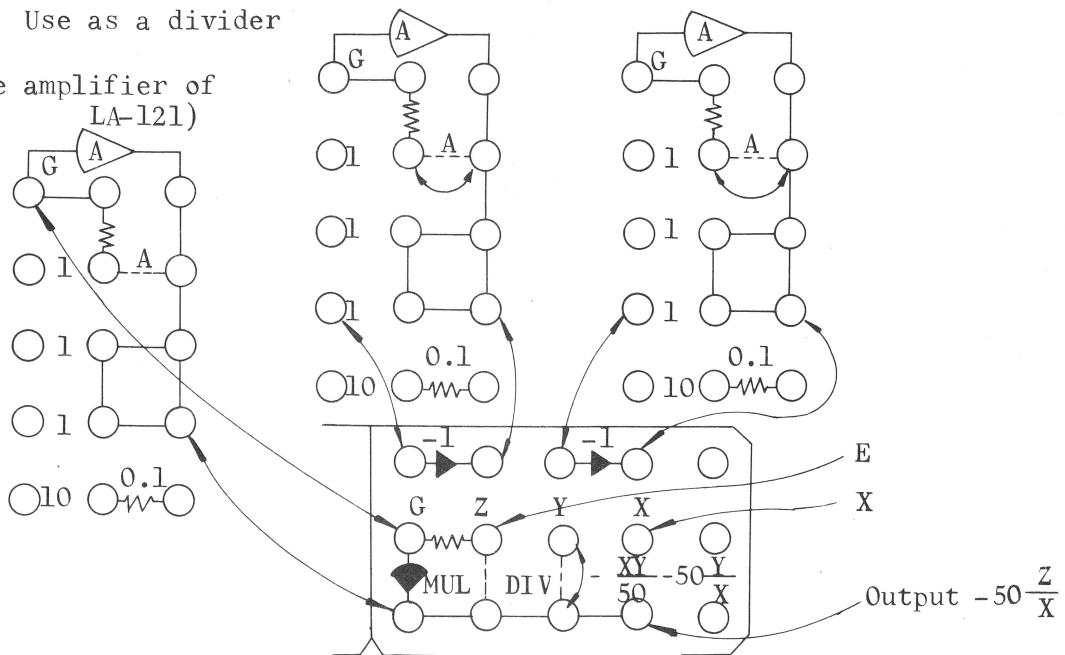 Use as a divider
e amplifier of
LA-121)
A
G
A
1
1
1
10
0.1
A
G
A
1
1
1
10
0.1
A
G
A
1
1
1
10
0.1
-1
-1
E
G Z Y X
X
MUL DIV - XY/50 -50 Y/X
Output -50 Z/X